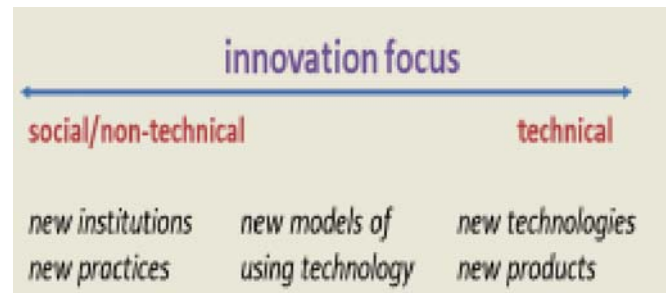 innovation focus
social/non-technical technical
new institutions new models of new technologies
new practices using technology new products